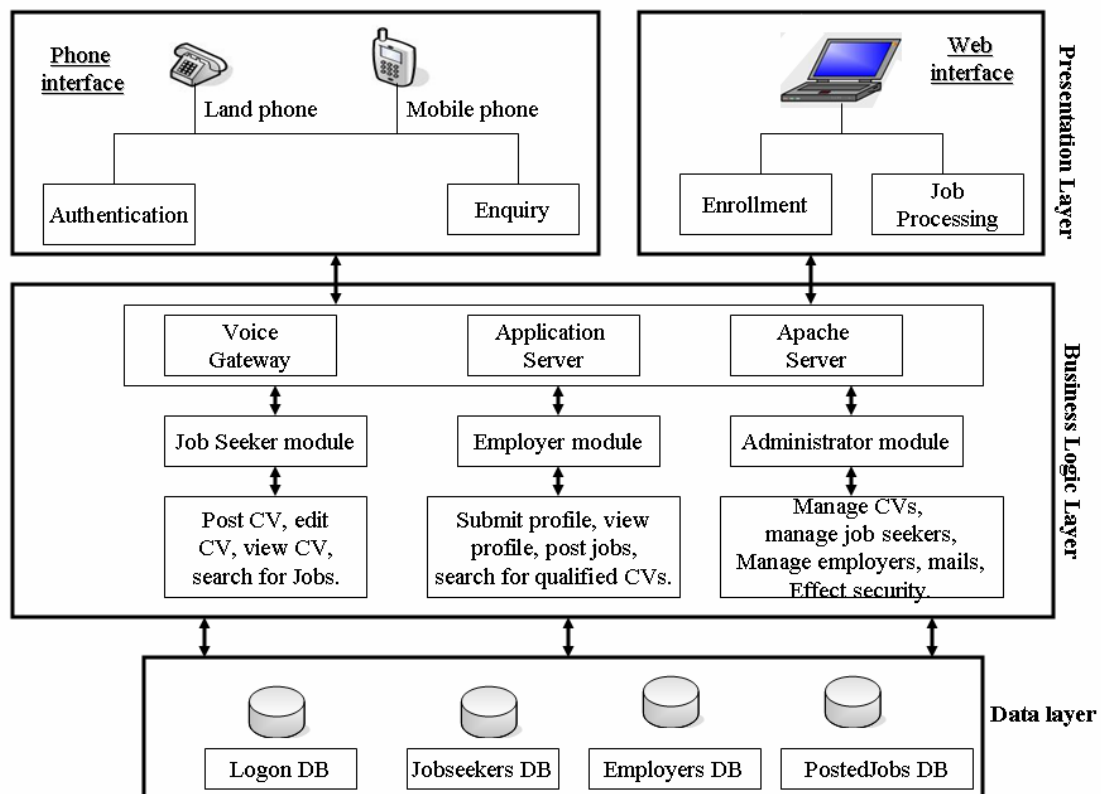 Phone
interface
Land phone
Mobile phone
Authentication
Enquiry
Web
interface
Enrollment
Job
Processing
Presentation Layer
Voice
Gateway
Application
Server
Apache
Server
Job Seeker module
Employer module
Administrator module
Post CV, edit
CV, view CV,
search for Jobs.
Submit profile, view
profile, post jobs,
search for qualified CVs.
Manage CVs,
manage job seekers,
Manage employers, mails,
Effect security.
Business Logic Layer
Logon DB
Jobseekers DB
Employers DB
PostedJobs DB
Data layer